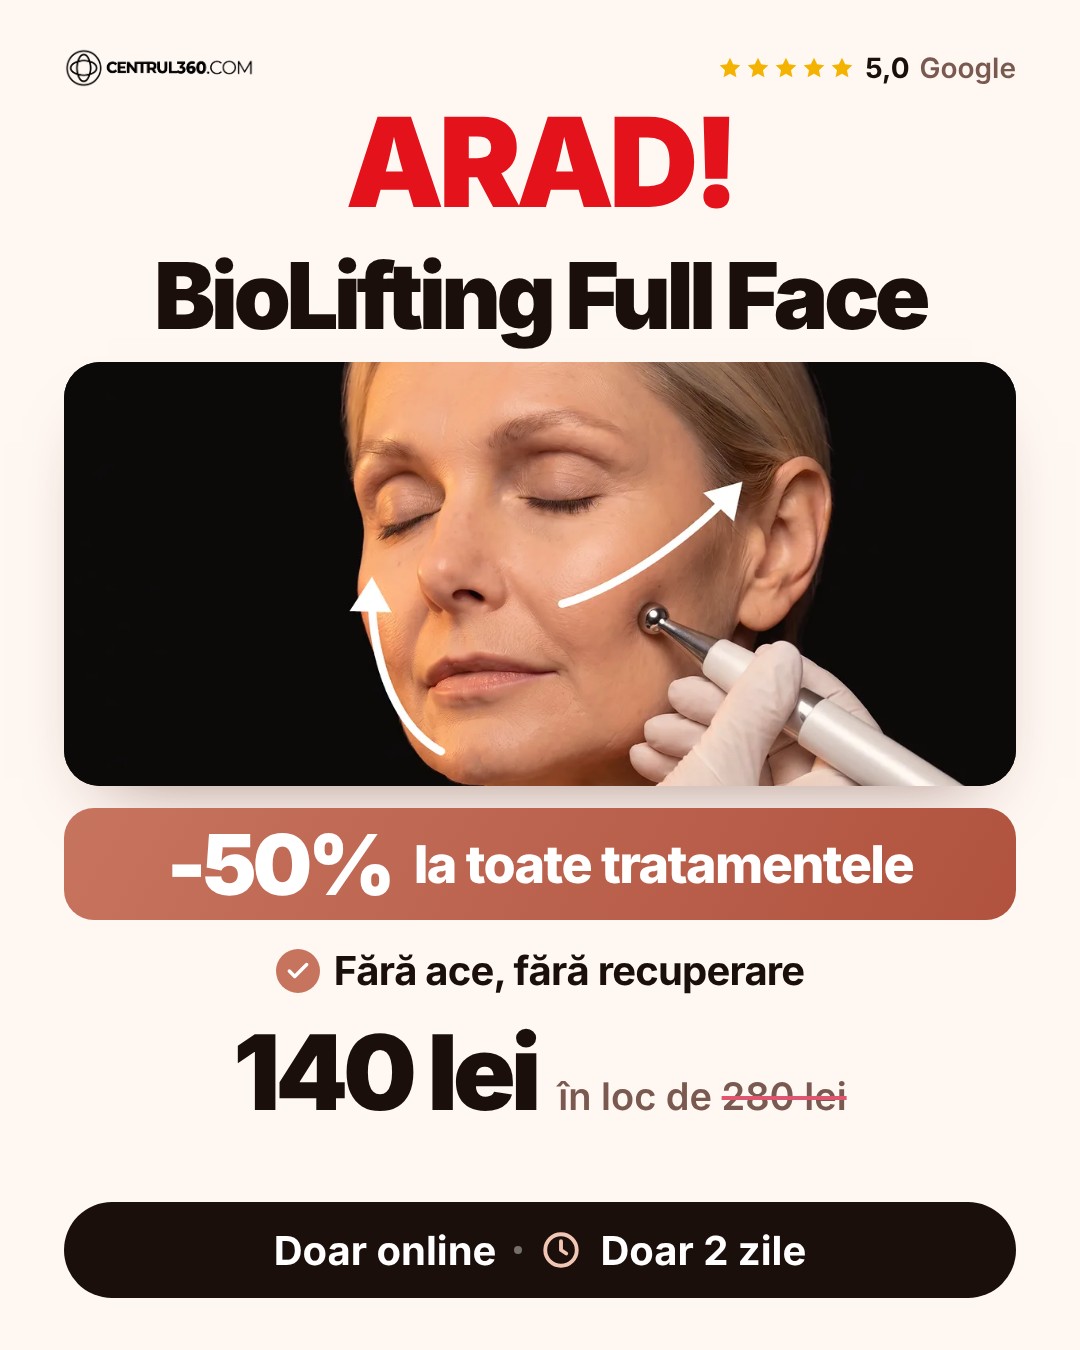 CENTRUL360.COM
5,0 Google
ARAD!
BioLifting Full Face
-50% la toate tratamentele
Fără ace, fără recuperare
140 lei în loc de 280 lei
Doar online · Doar 2 zile